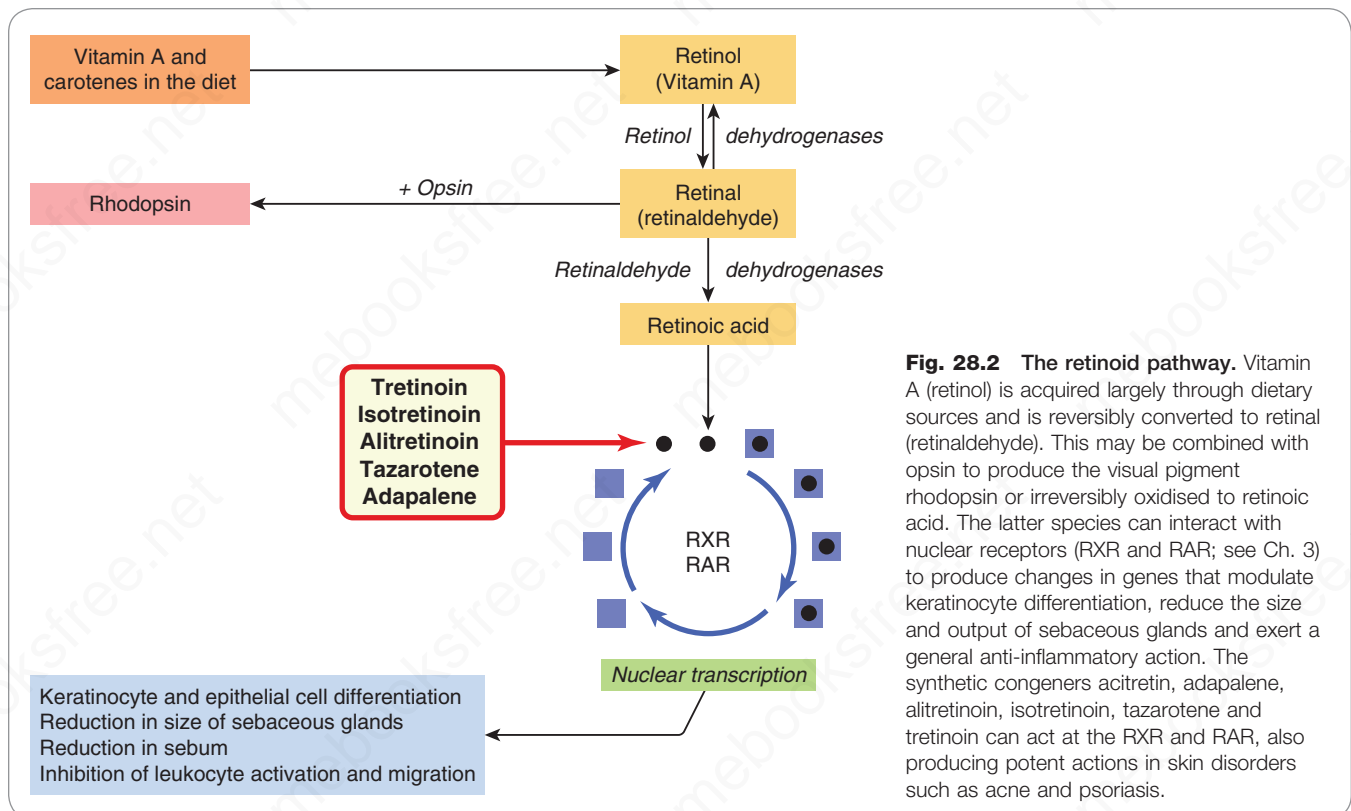 Vitamin A and
carotenes in the diet
Retinol
(Vitamin A)
Retinol dehydrogenases
+ Opsin
Rhodopsin
Retinal
(retinaldehyde)
Retinaldehyde dehydrogenases
Retinoic acid
Tretinoin
Isotretinoin
Alitretinoin
Tazarotene
Adapalene
RXR
RAR
Nuclear transcription
Keratinocyte and epithelial cell differentiation
Reduction in size of sebaceous glands
Reduction in sebum
Inhibition of leukocyte activation and migration
Fig. 28.2 The retinoid pathway. Vitamin
A (retinol) is acquired largely through dietary
sources and is reversibly converted to retinal
(retinaldehyde). This may be combined with
opsin to produce the visual pigment
rhodopsin or irreversibly oxidised to retinoic
acid. The latter species can interact with
nuclear receptors (RXR and RAR; see Ch. 3)
to produce changes in genes that modulate
keratinocyte differentiation, reduce the size
and output of sebaceous glands and exert a
general anti-inflammatory action. The
synthetic congeners acitretin, adapalene,
alitretinoin, isotretinoin, tazarotene and
tretinoin can act at the RXR and RAR, also
producing potent actions in skin disorders
such as acne and psoriasis.
mebooksfree.net